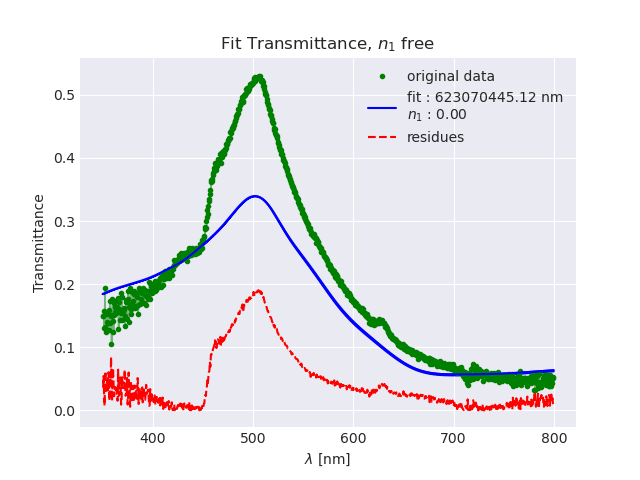 Fit Transmittance, n₁ free
original data
fit : 623070445.12 nm
n₁ : 0.00
residues
Transmittance
0.5
0.4
0.3
0.2
0.1
0.0
400 500 600 700 800
λ [nm]